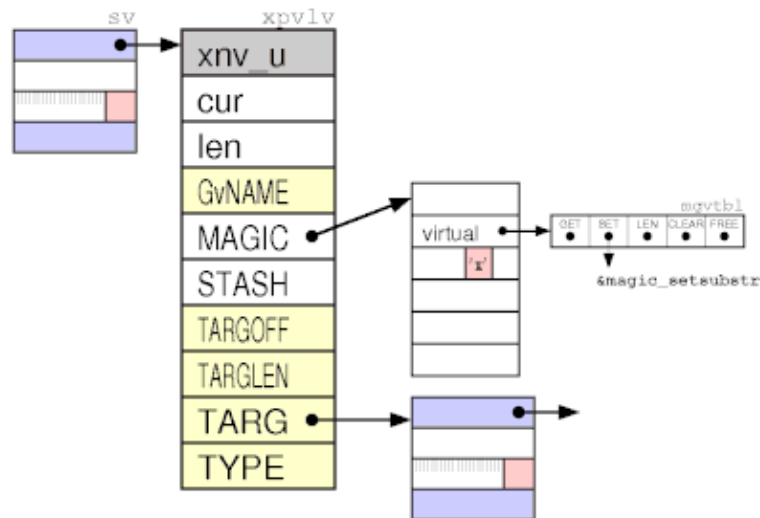 sv
xpvlv
xnv_u
cur
len
GvNAME
MAGIC
STASH
TARGOFF
TARGLEN
TARG
TYPE
virtual
'x'
mgvtbl
GET SET LEN CLEAR FREE
&magic_setsubstr